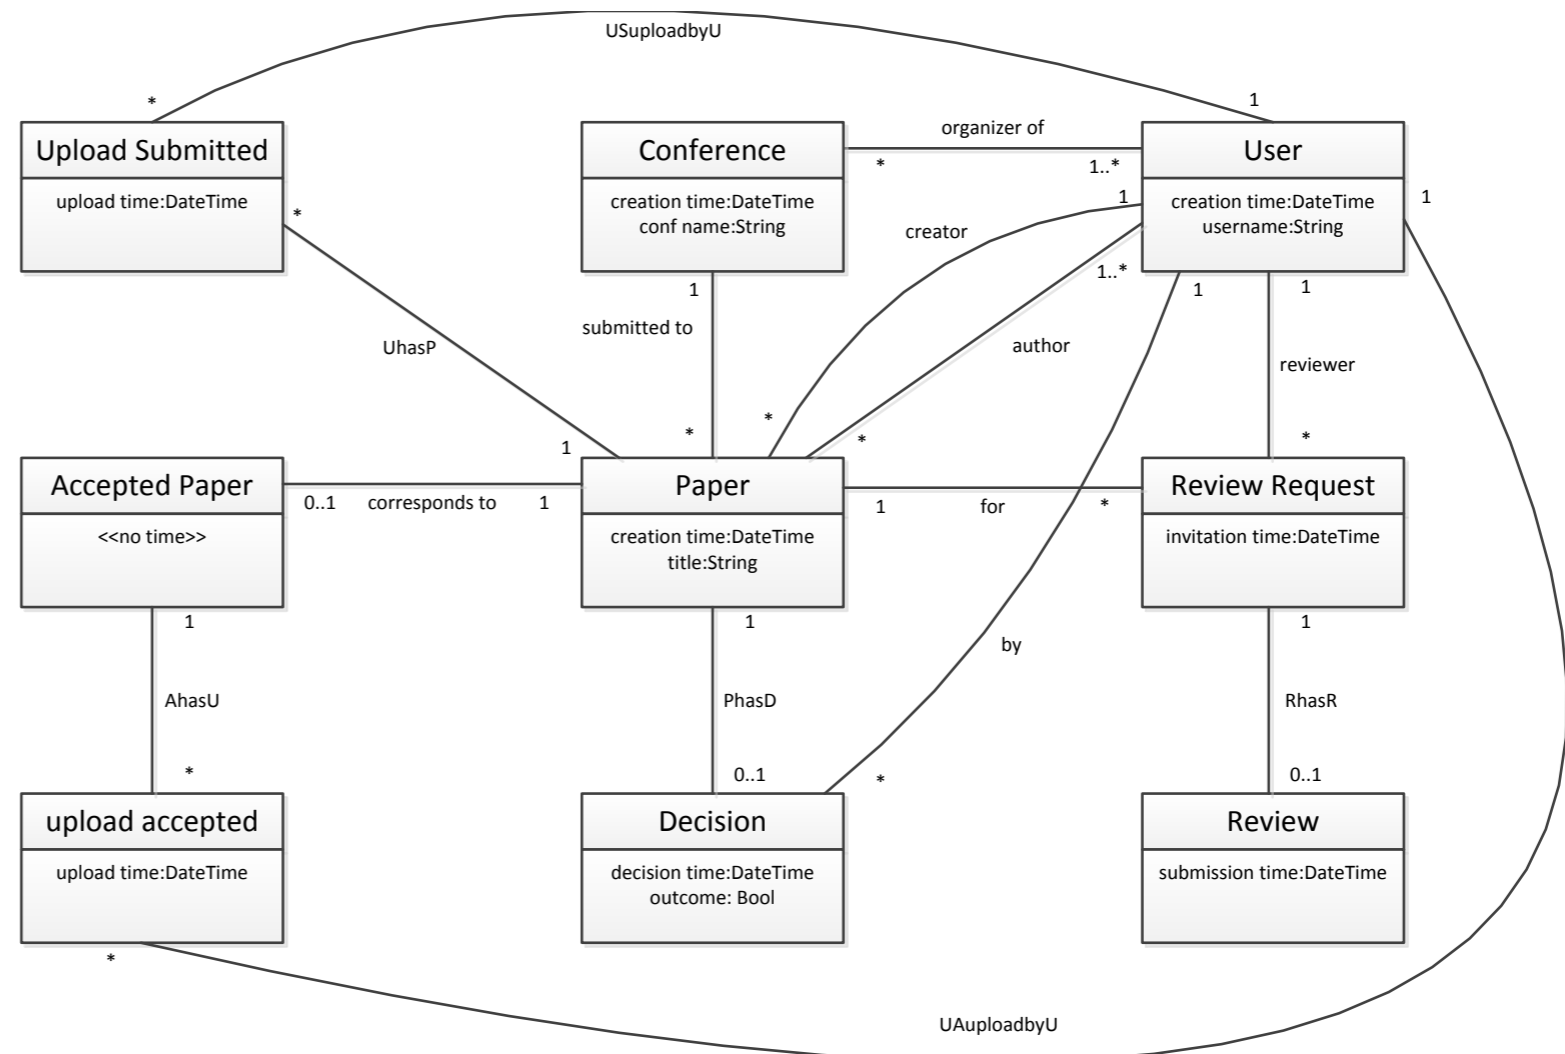 USuploadbyU
*
1
Upload Submitted
upload time:DateTime
*
Conference
creation time:DateTime
conf name:String
organizer of
*
1..*
User
creation time:DateTime
username:String
1
1
creator
1..*
1
1
1
submitted to
UhasP
author
reviewer
*
*
*
*
1
Accepted Paper
<<no time>>
0..1
corresponds to
1
Paper
creation time:DateTime
title:String
1
for
*
Review Request
invitation time:DateTime
1
1
1
by
AhasU
PhasD
RhasR
*
0..1
*
0..1
upload accepted
upload time:DateTime
Decision
decision time:DateTime
outcome: Bool
Review
submission time:DateTime
*
UAuploadbyU